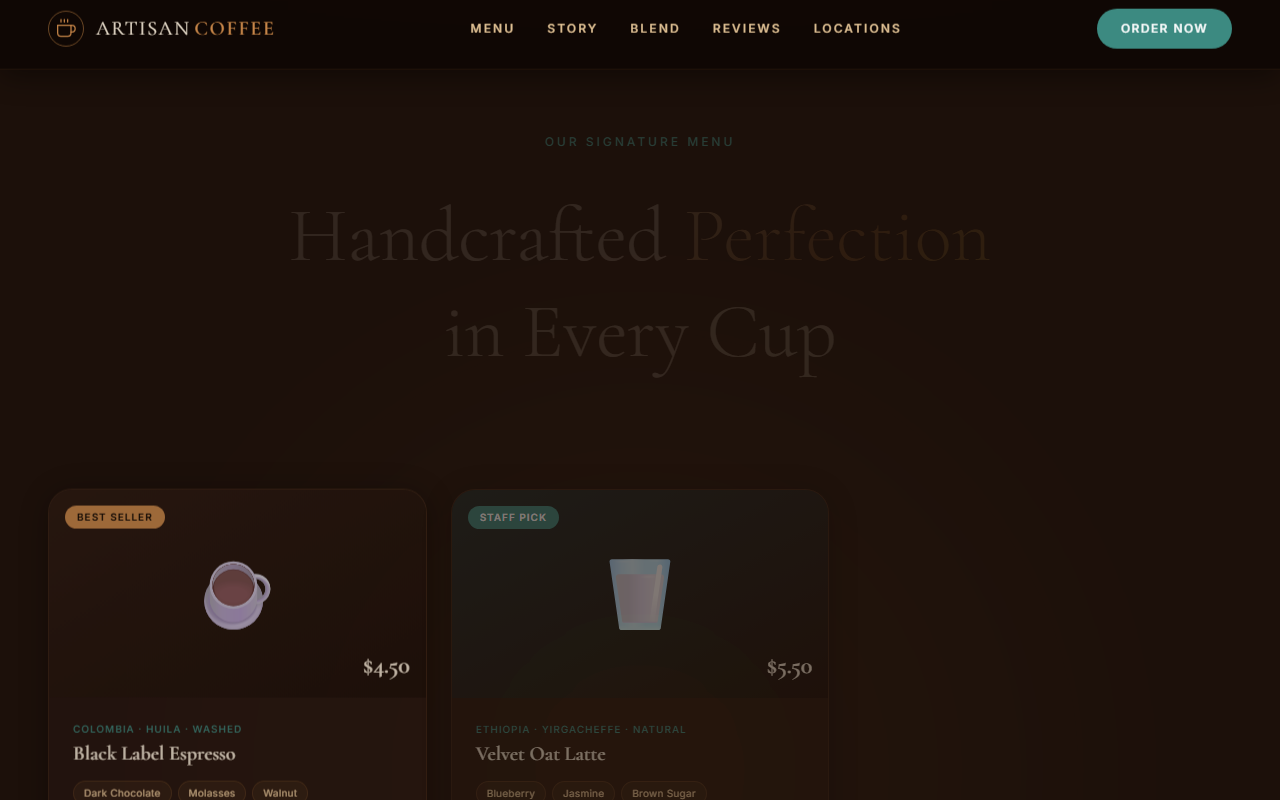 ARTISAN COFFEE
MENU STORY BLEND REVIEWS LOCATIONS
ORDER NOW
OUR SIGNATURE MENU
Handcrafted Perfection
in Every Cup
BEST SELLER
$4.50
COLOMBIA · HUILA · WASHED
Black Label Espresso
Dark Chocolate Molasses Walnut
STAFF PICK
$5.50
ETHIOPIA · YIRGACHEFFE · NATURAL
Velvet Oat Latte
Blueberry Jasmine Brown Sugar